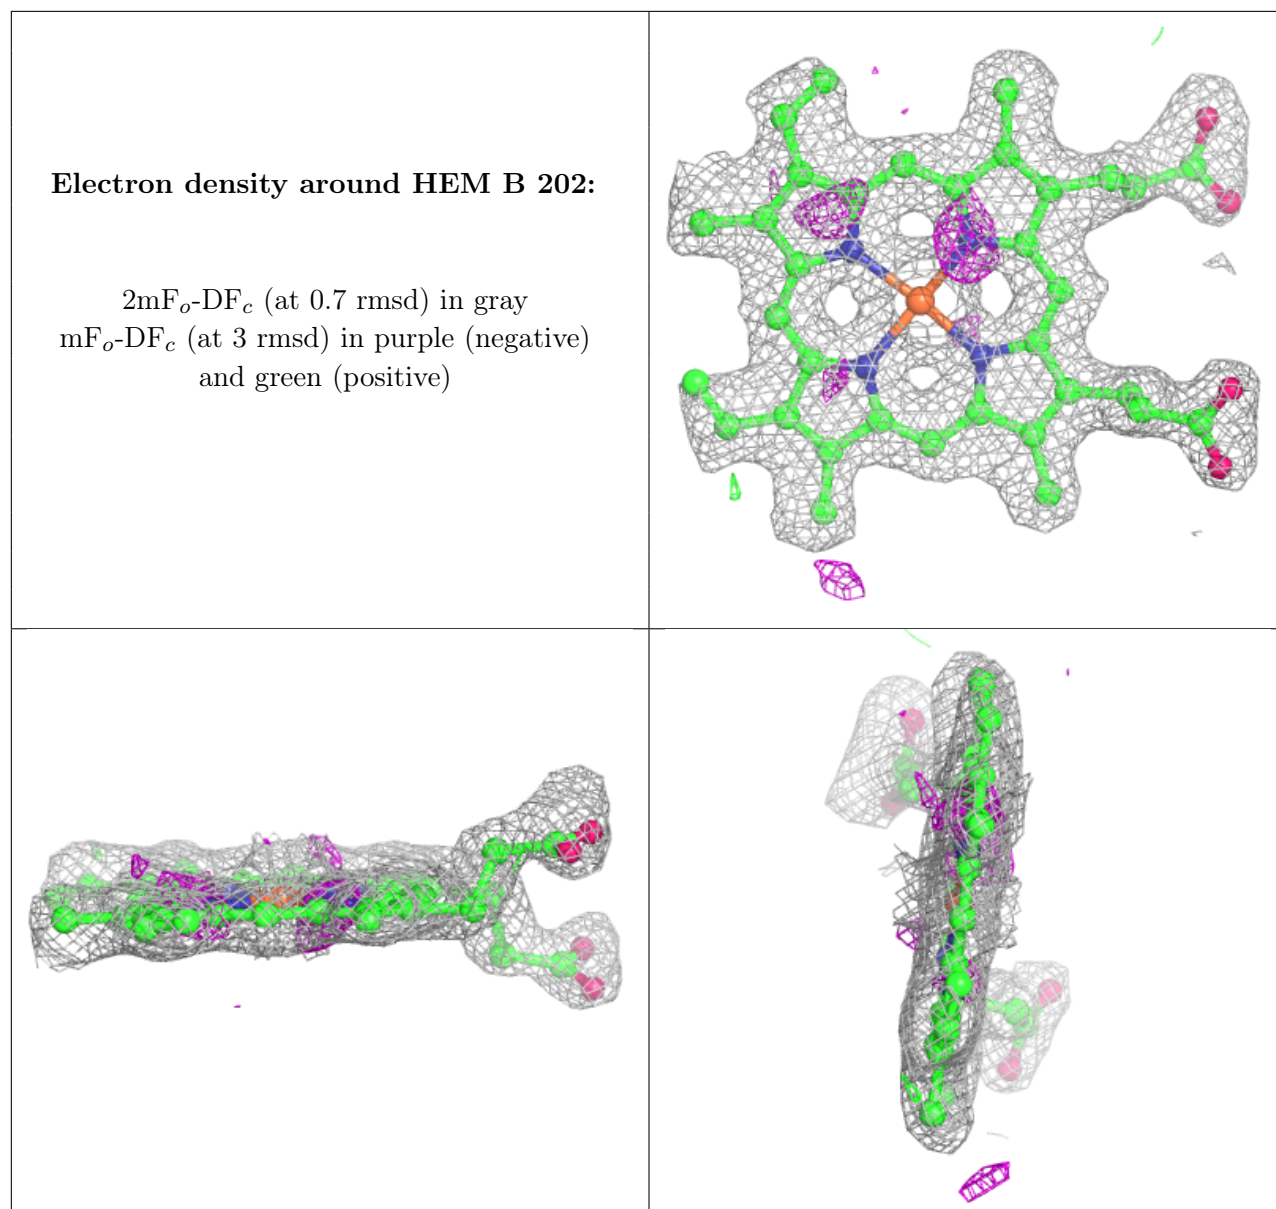 Electron density around HEM B 202:
2mFo-DFc (at 0.7 rmsd) in gray
mFo-DFc (at 3 rmsd) in purple (negative)
and green (positive)